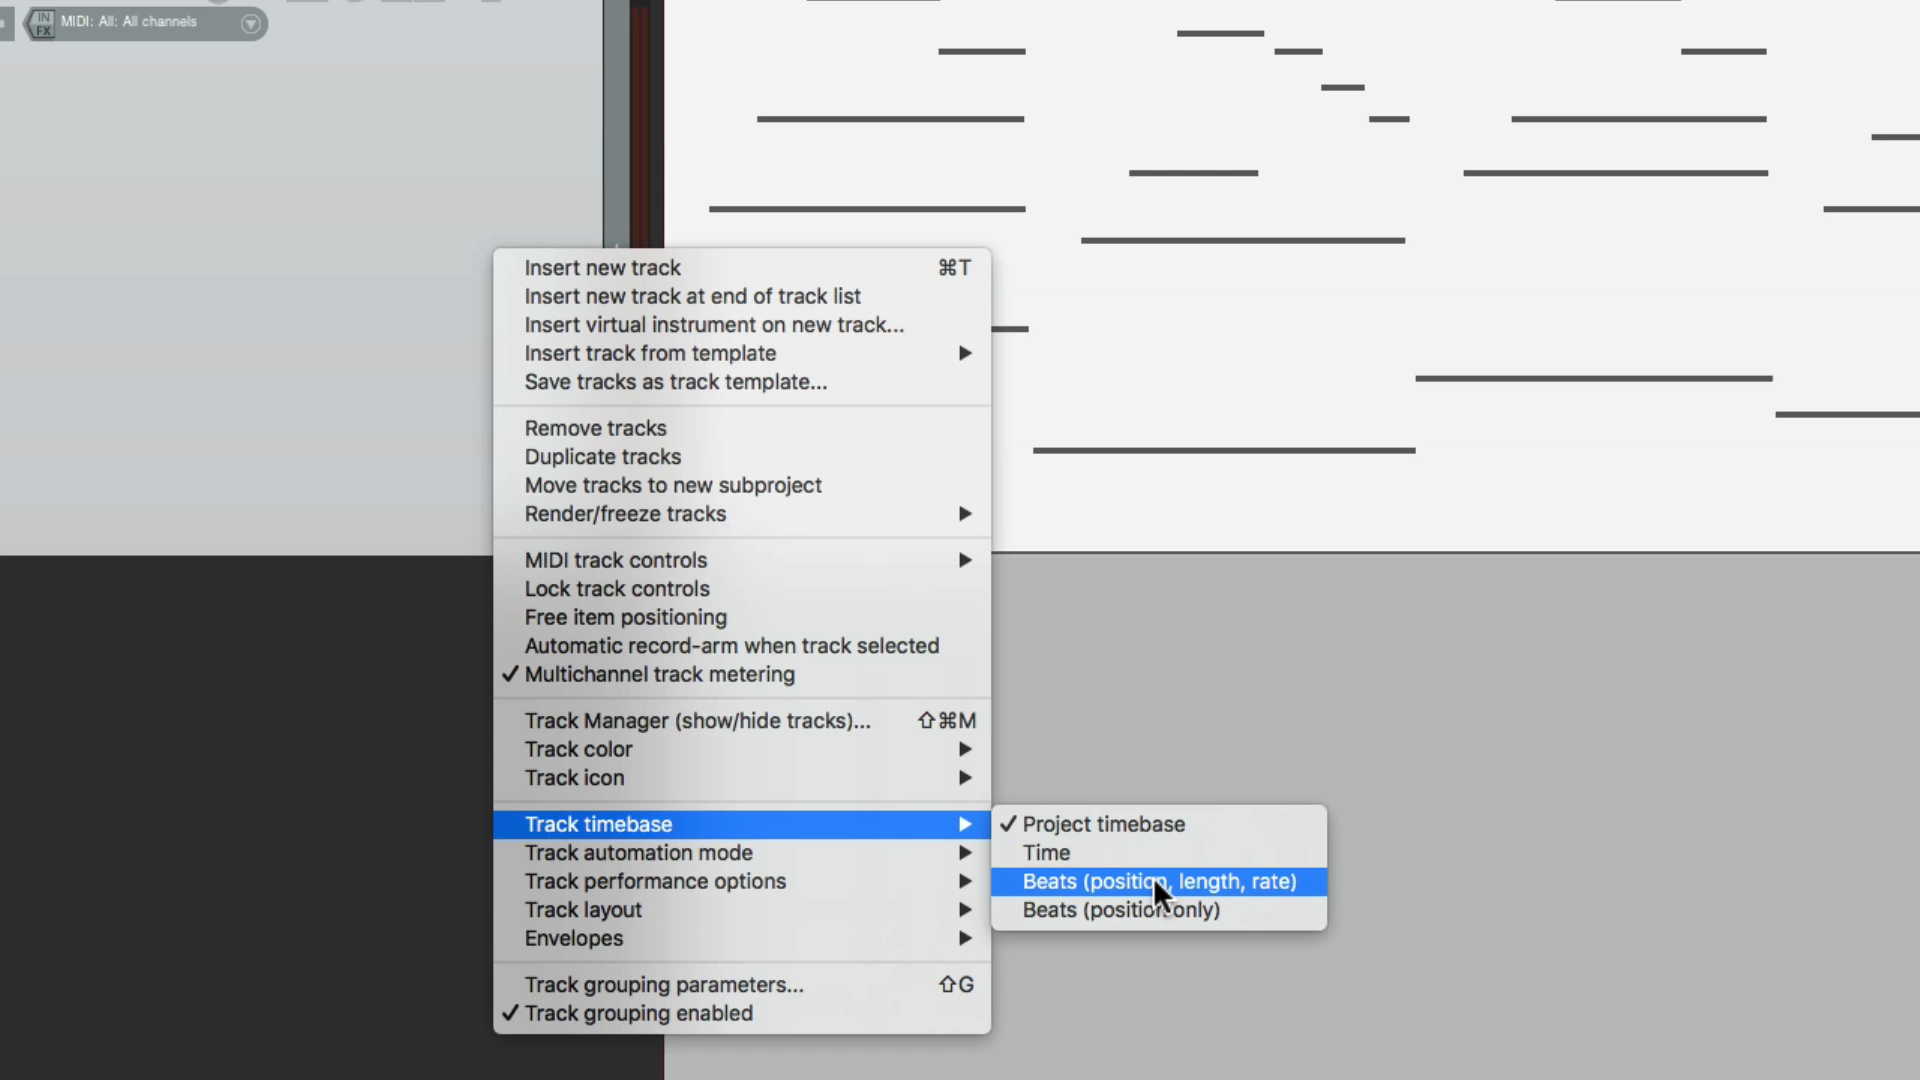 IN
FX
MIDI: All: All channels
Insert new track ⌘T
Insert new track at end of track list
Insert virtual instrument on new track...
Insert track from template
Save tracks as track template...
Remove tracks
Duplicate tracks
Move tracks to new subproject
Render/freeze tracks
MIDI track controls
Lock track controls
Free item positioning
Automatic record-arm when track selected
✓ Multichannel track metering
Track Manager (show/hide tracks)... ⇧⌘M
Track color
Track icon
Track timebase
✓ Project timebase
Time
Beats (position, length, rate)
Beats (position only)
Track automation mode
Track performance options
Track layout
Envelopes
Track grouping parameters... ⇧G
✓ Track grouping enabled